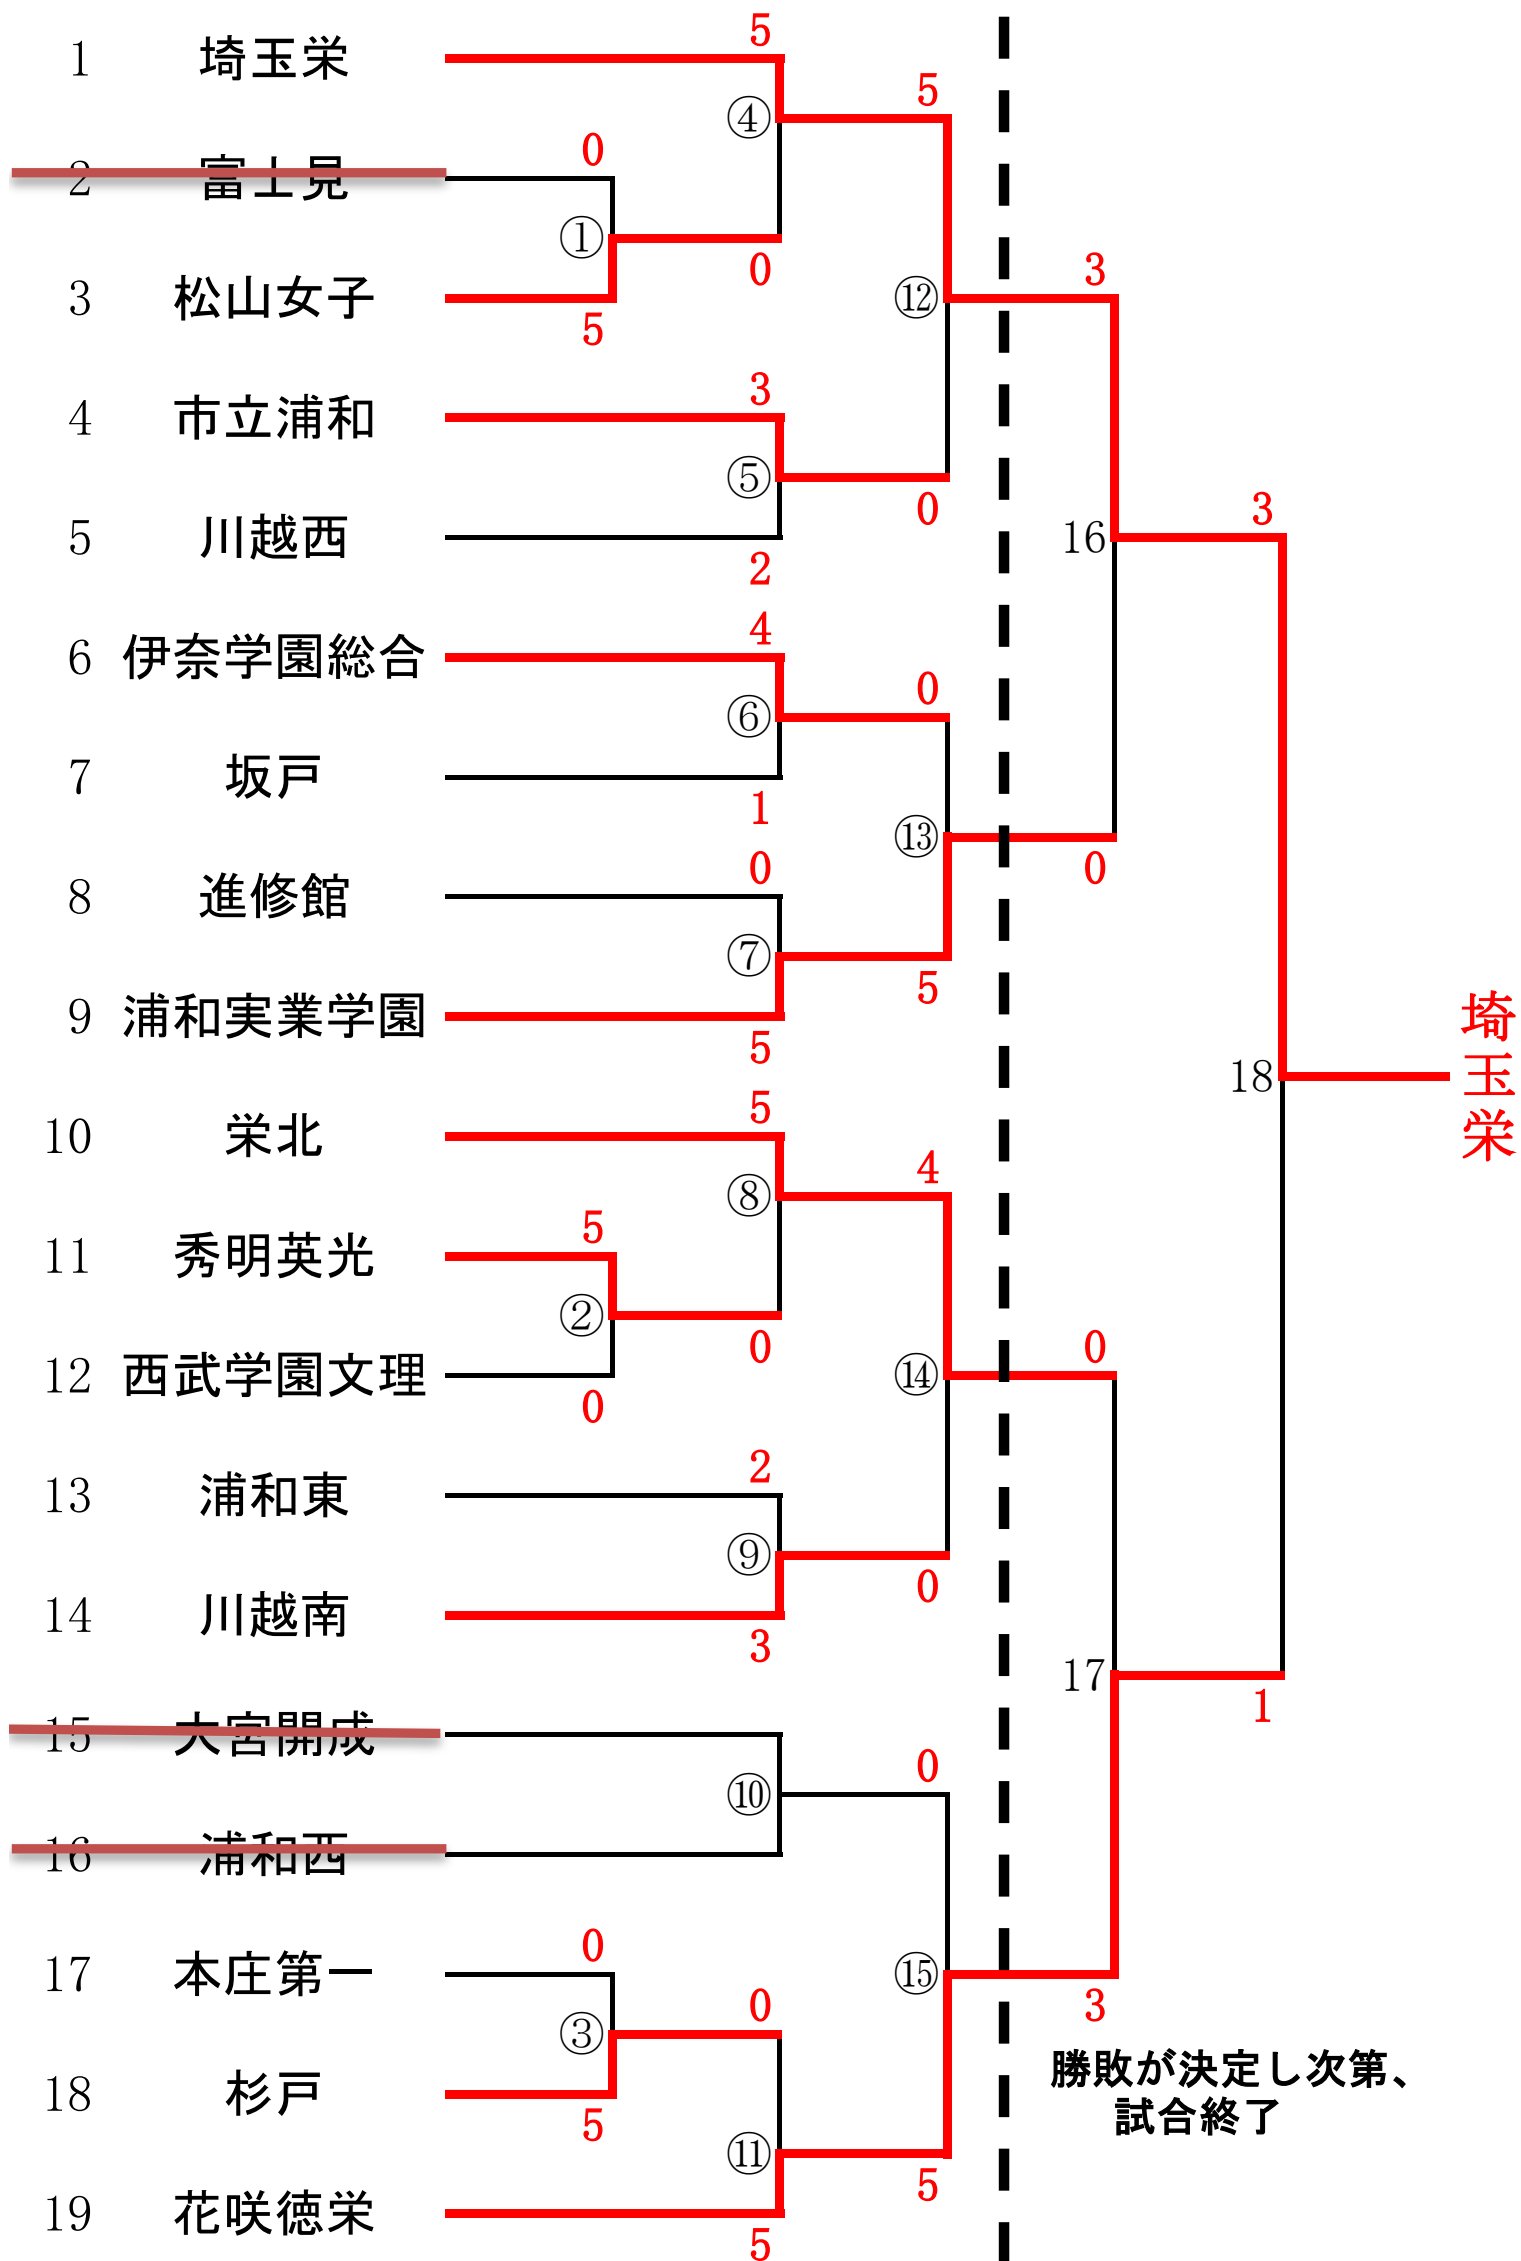 5
1 埼玉栄
5
④
0
2 富士見
①
0
3 松山女子
5
3
⑫
3
4 市立浦和
⑤
0
3
16
5 川越西
2
4
6 伊奈学園総合
0
⑥
7 坂戸
1
⑬
0
0
8 進修館
⑦
5
9 浦和実業学園
5
埼玉栄
18
5
10 栄北
4
⑧
5
11 秀明英光
②
0
0
⑭
12 西武学園文理
0
2
13 浦和東
⑨
0
14 川越南
3
17
1
15 大宮開成
0
⑩
16 浦和西
0
17 本庄第一
0
⑮
3
③
18 杉戸
5
⑪
5
19 花咲徳栄
5
勝敗が決定し次第、
試合終了